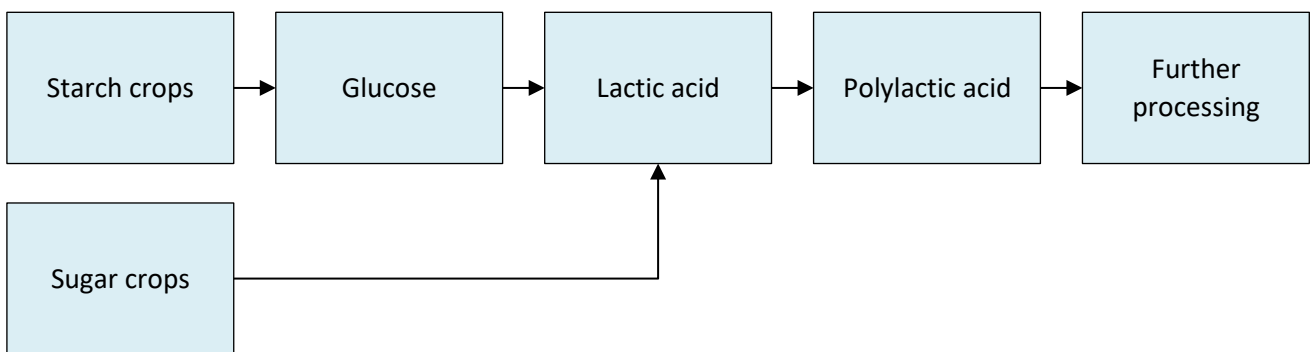 Starch crops
Glucose
Lactic acid
Polylactic acid
Further
processing
Sugar crops